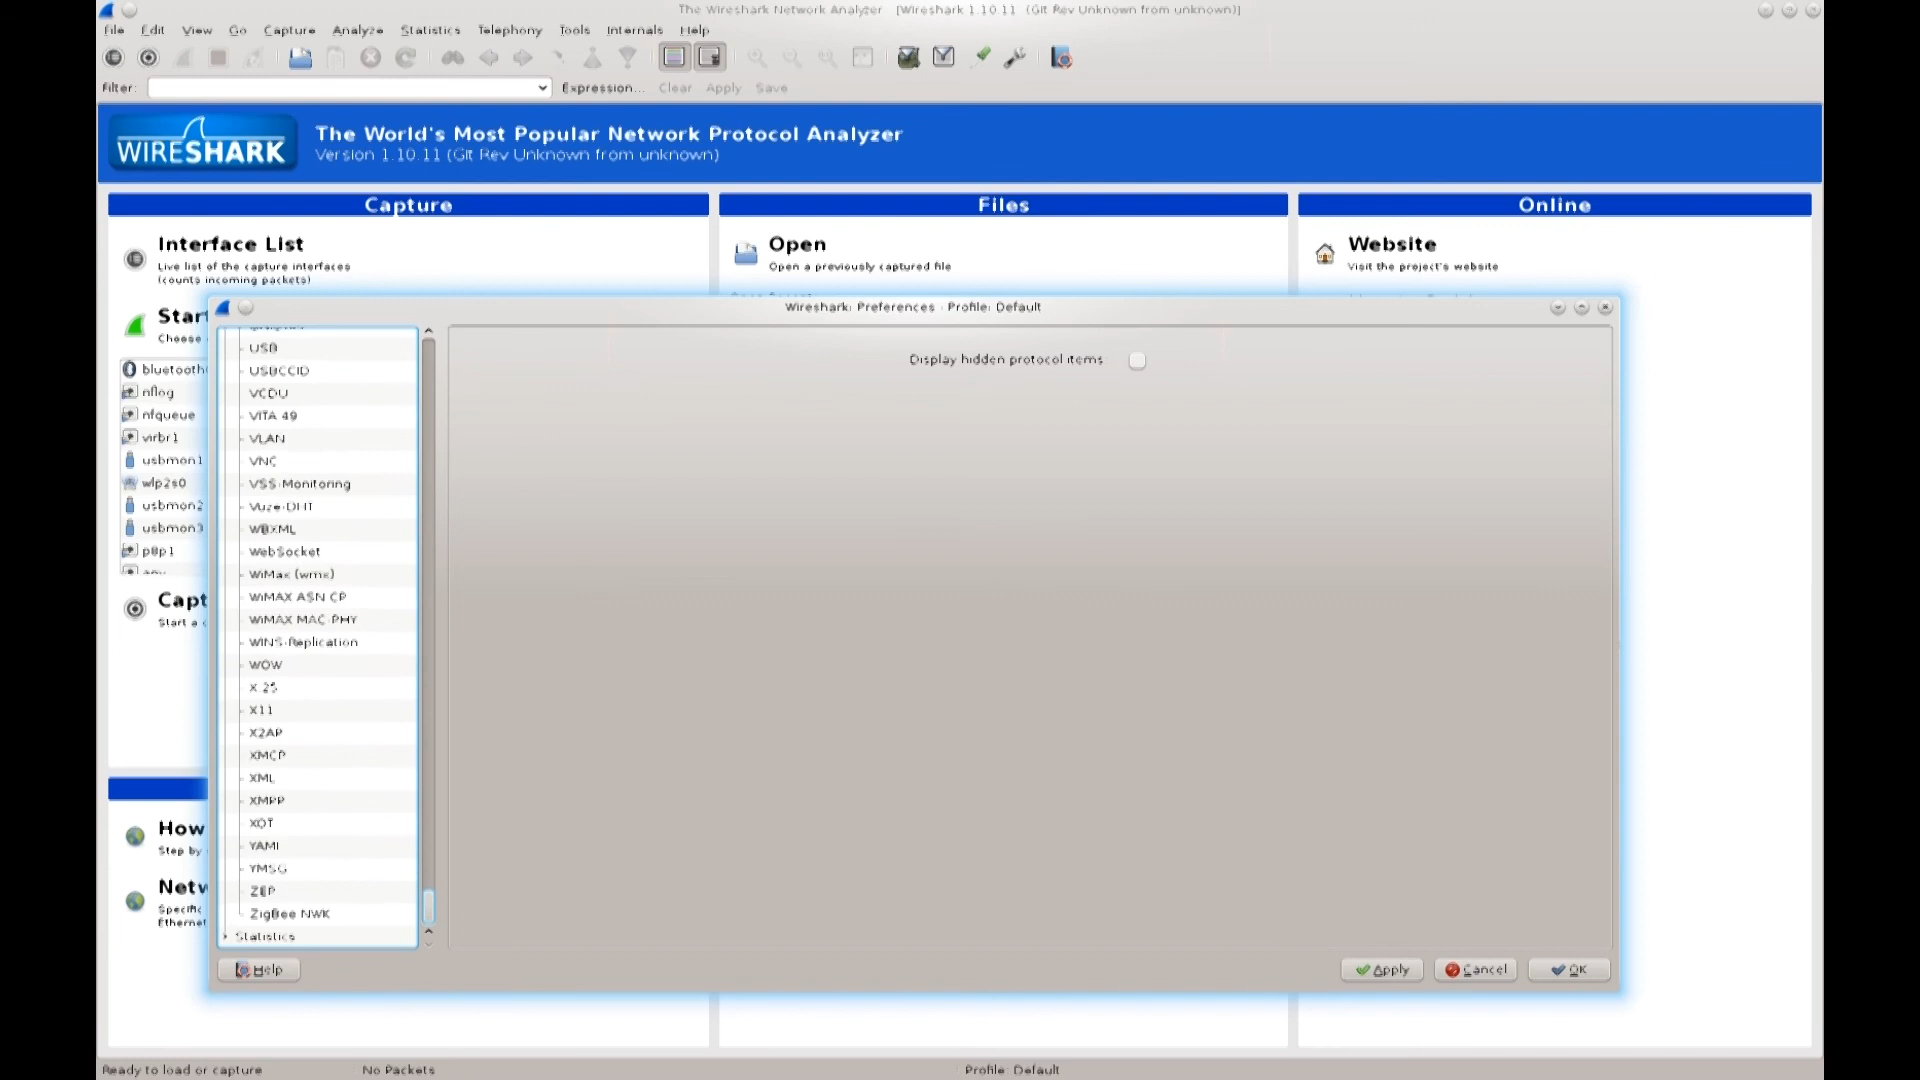 The Wireshark Network Analyzer [Wireshark 1.10.11 (Git Rev Unknown from unknown)]
File Edit View Go Capture Analyze Statistics Telephony Tools Internals Help
Filter: Expression... Clear Apply Save
WIRESHARK
The World's Most Popular Network Protocol Analyzer
Version 1.10.11 (Git Rev Unknown from unknown)
Capture
Files
Online
Interface List
Live list of the capture interfaces
(counts incoming packets)
Open
Open a previously captured file
Website
Visit the project's website
Start
Choose
bluetooth
nflog
nfqueue
virbr1
usbmon1
wlp2s0
usbmon2
usbmon3
p8p1
any
Capt
Start a
How
Step by
Netw
Specific
Ethernet
Wireshark: Preferences - Profile: Default
USB
USBCCID
VCDU
VITA 49
VLAN
VNC
VSS-Monitoring
Vuze-DHT
WBXML
WebSocket
WiMax (wmx)
WiMAX ASN CP
WiMAX MAC PHY
WINS-Replication
WOW
X.25
X11
X2AP
XMCP
XML
XMPP
XOT
YAMI
YMSG
ZEP
ZigBee NWK
Statistics
Display hidden protocol items
Help
Apply Cancel OK
Ready to load or capture No Packets Profile: Default